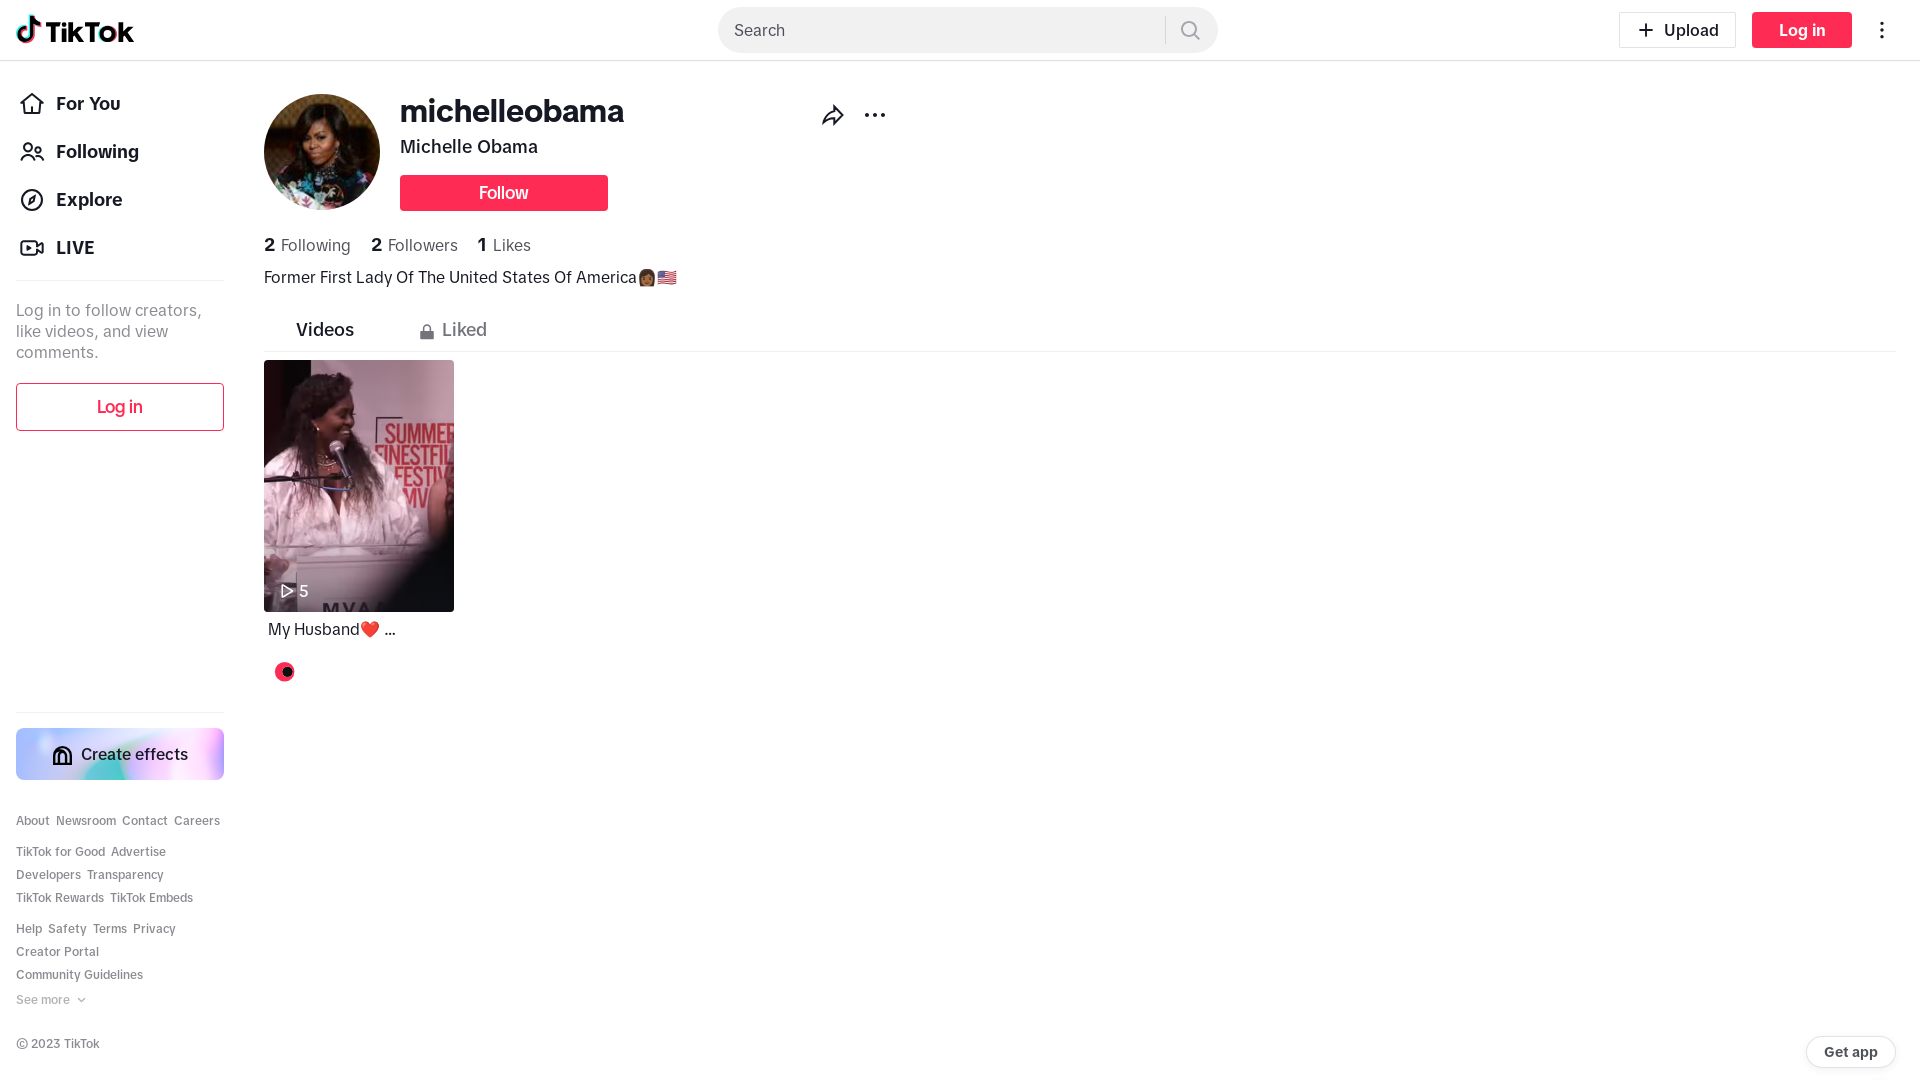 TikTok
Search
Upload
Log in
For You
Following
Explore
LIVE
Log in to follow creators,
like videos, and view
comments.
Log in
Create effects
About Newsroom Contact Careers
TikTok for Good Advertise
Developers Transparency
TikTok Rewards TikTok Embeds
Help Safety Terms Privacy
Creator Portal
Community Guidelines
See more
© 2023 TikTok
michelleobama
Michelle Obama
Follow
2 Following 2 Followers 1 Likes
Former First Lady Of The United States Of America👩🏾🇺🇸
Videos
Liked
SUMMER
FINESTFIL
FESTIV
MV
5
MVA
My Husband❤️ ...
Get app